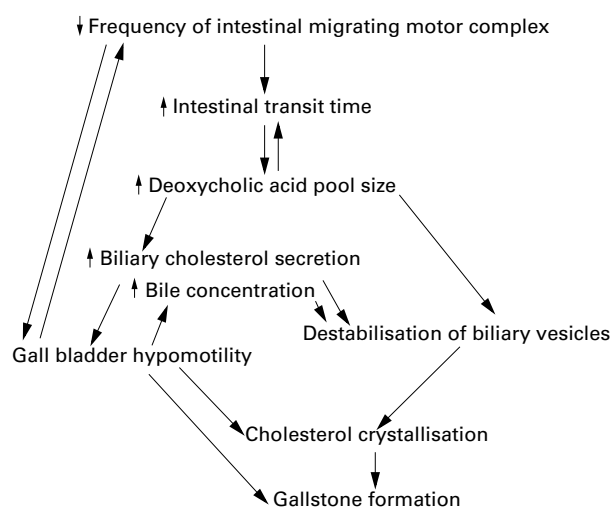 ↓ Frequency of intestinal migrating motor complex
↑ Intestinal transit time
↑ Deoxycholic acid pool size
↑ Biliary cholesterol secretion
↑ Bile concentration
Destabilisation of biliary vesicles
Gall bladder hypomotility
Cholesterol crystallisation
Gallstone formation